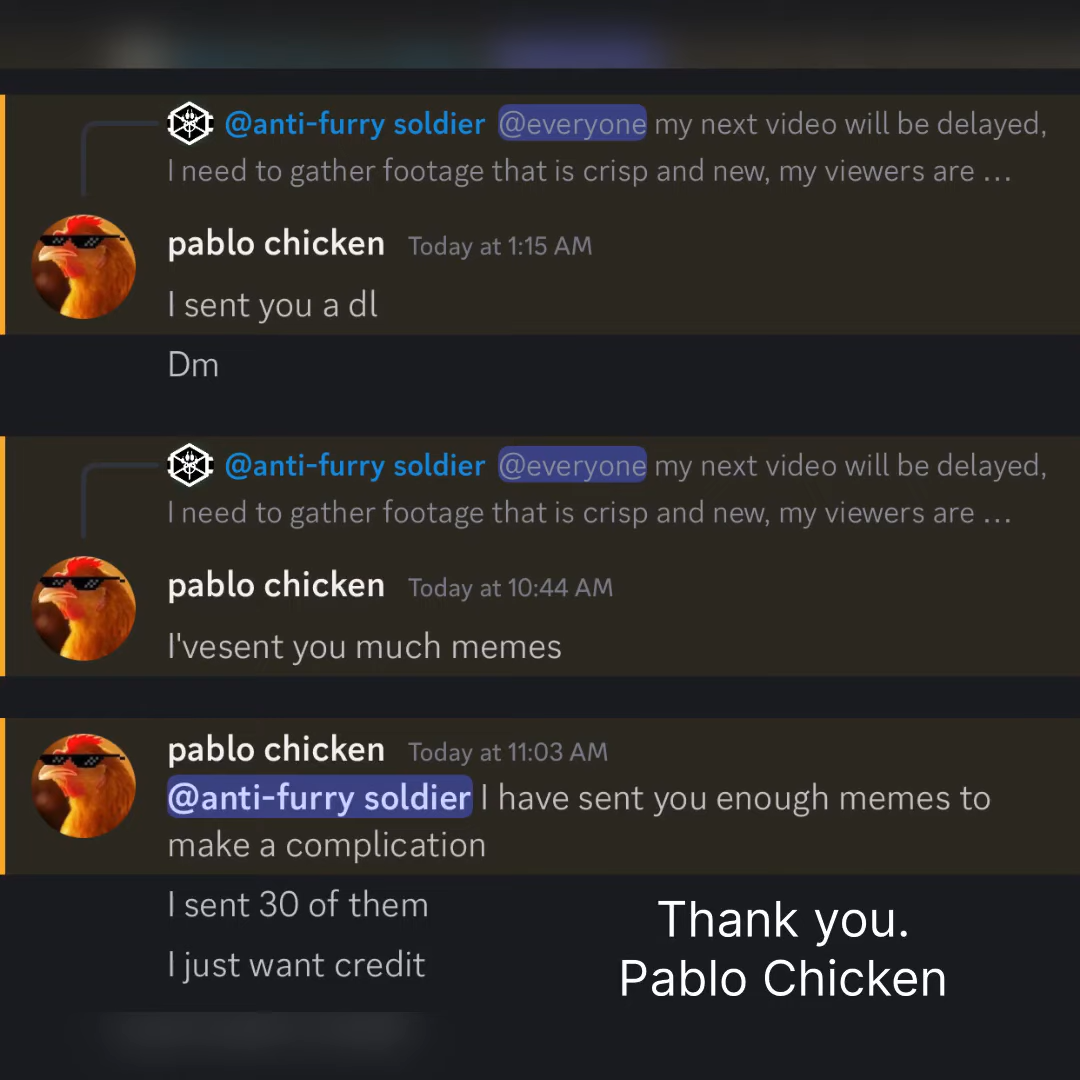 @anti-furry soldier @everyone my next video will be delayed,
I need to gather footage that is crisp and new, my viewers are ...
pablo chicken Today at 1:15 AM
I sent you a dl
Dm
@anti-furry soldier @everyone my next video will be delayed,
I need to gather footage that is crisp and new, my viewers are ...
pablo chicken Today at 10:44 AM
I'vesent you much memes
pablo chicken Today at 11:03 AM
@anti-furry soldier I have sent you enough memes to
make a complication
I sent 30 of them
I just want credit
Thank you.
Pablo Chicken